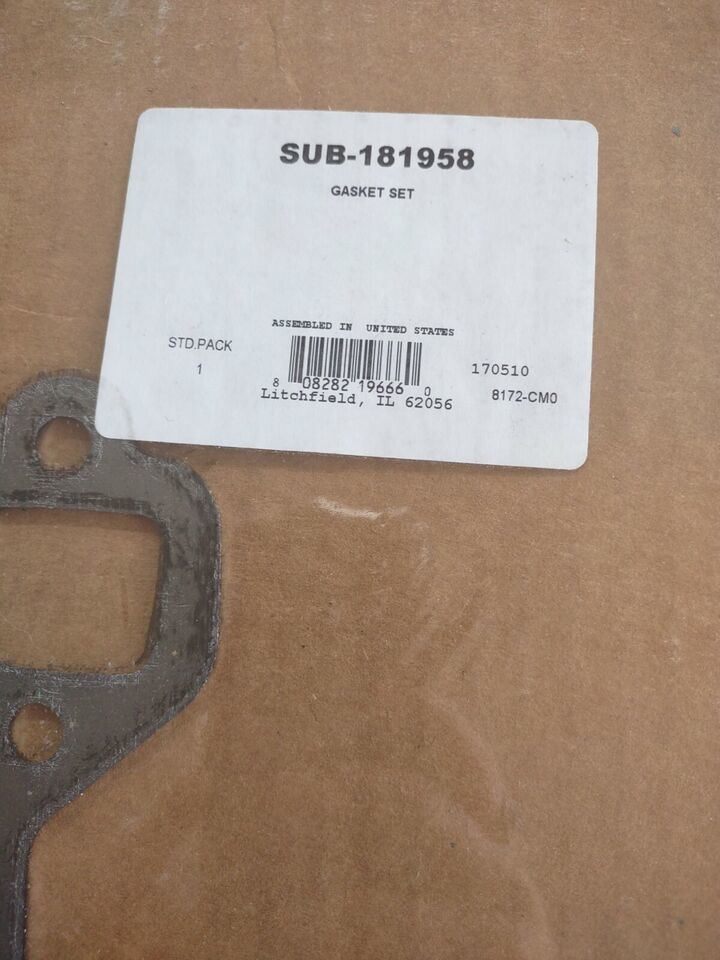 SUB-181958
GASKET SET
ASSEMBLED IN UNITED STATES
STD.PACK
1
8 08282 19666 0
170510
Litchfield, IL 62056
8172-CM0